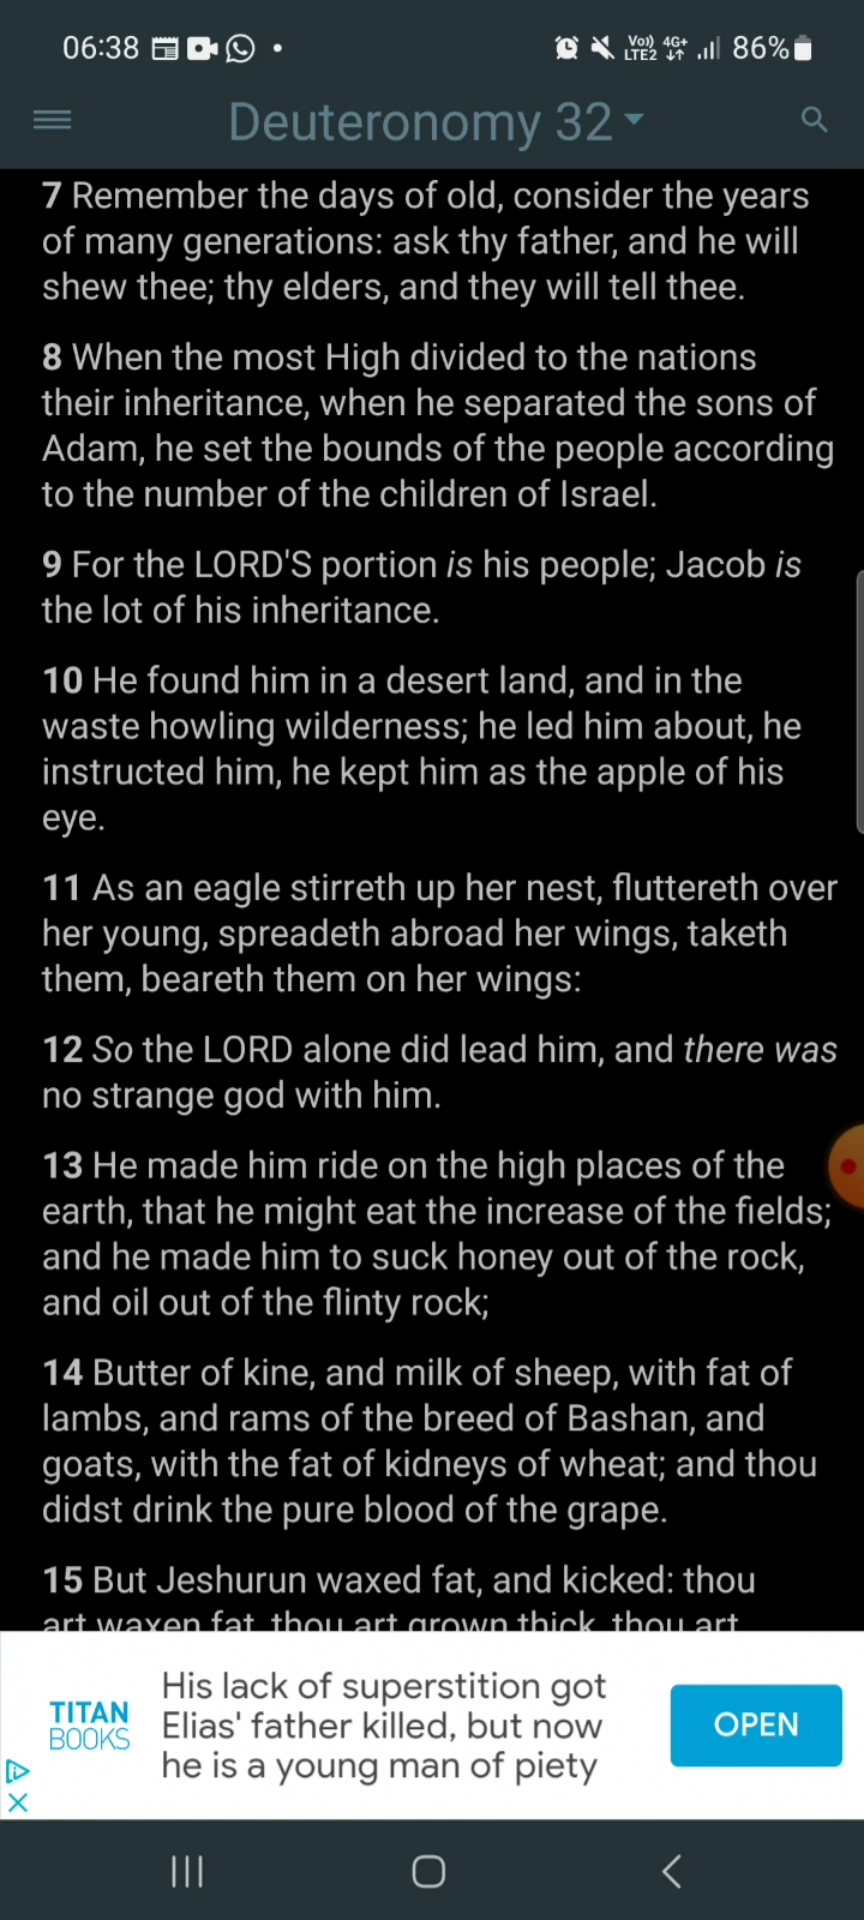 06:38
Vo)) 4G+ 86%
LTE2
Deuteronomy 32
7 Remember the days of old, consider the years
of many generations: ask thy father, and he will
shew thee; thy elders, and they will tell thee.
8 When the most High divided to the nations
their inheritance, when he separated the sons of
Adam, he set the bounds of the people according
to the number of the children of Israel.
9 For the LORD'S portion is his people; Jacob is
the lot of his inheritance.
10 He found him in a desert land, and in the
waste howling wilderness; he led him about, he
instructed him, he kept him as the apple of his
eye.
11 As an eagle stirreth up her nest, fluttereth over
her young, spreadeth abroad her wings, taketh
them, beareth them on her wings:
12 So the LORD alone did lead him, and there was
no strange god with him.
13 He made him ride on the high places of the
earth, that he might eat the increase of the fields;
and he made him to suck honey out of the rock,
and oil out of the flinty rock;
14 Butter of kine, and milk of sheep, with fat of
lambs, and rams of the breed of Bashan, and
goats, with the fat of kidneys of wheat; and thou
didst drink the pure blood of the grape.
15 But Jeshurun waxed fat, and kicked: thou
art waxen fat, thou art grown thick, thou art
TITAN
BOOKS
His lack of superstition got
Elias' father killed, but now
he is a young man of piety
OPEN